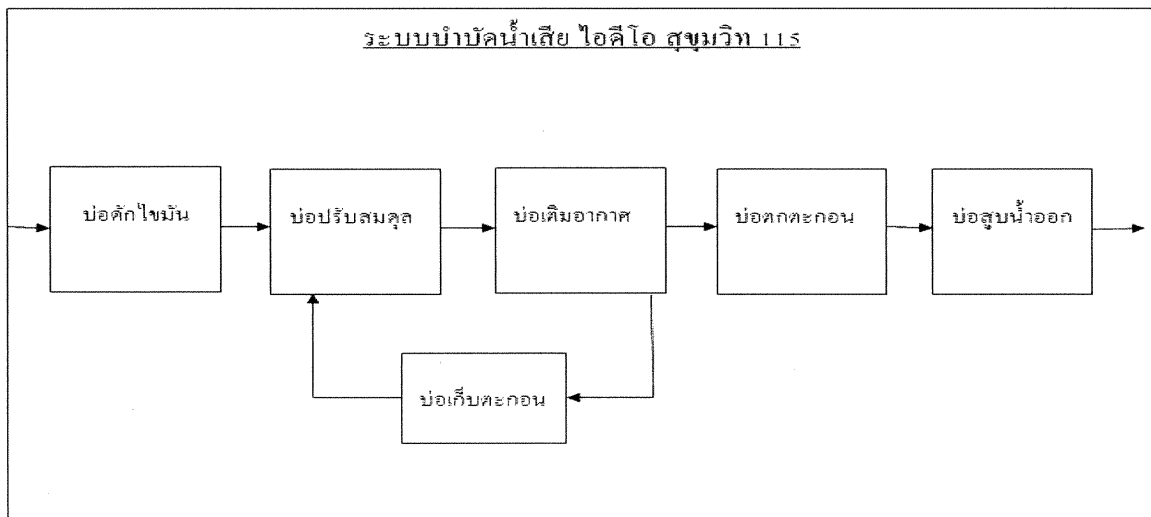 ระบบบำบัดน้ำเสีย ไอดีโอ สุขุมวิท 115
บ่อดักไขมัน
บ่อปรับสมดุล
บ่อเติมอากาศ
บ่อตกตะกอน
บ่อสูบน้ำออก
บ่อเก็บตะกอน